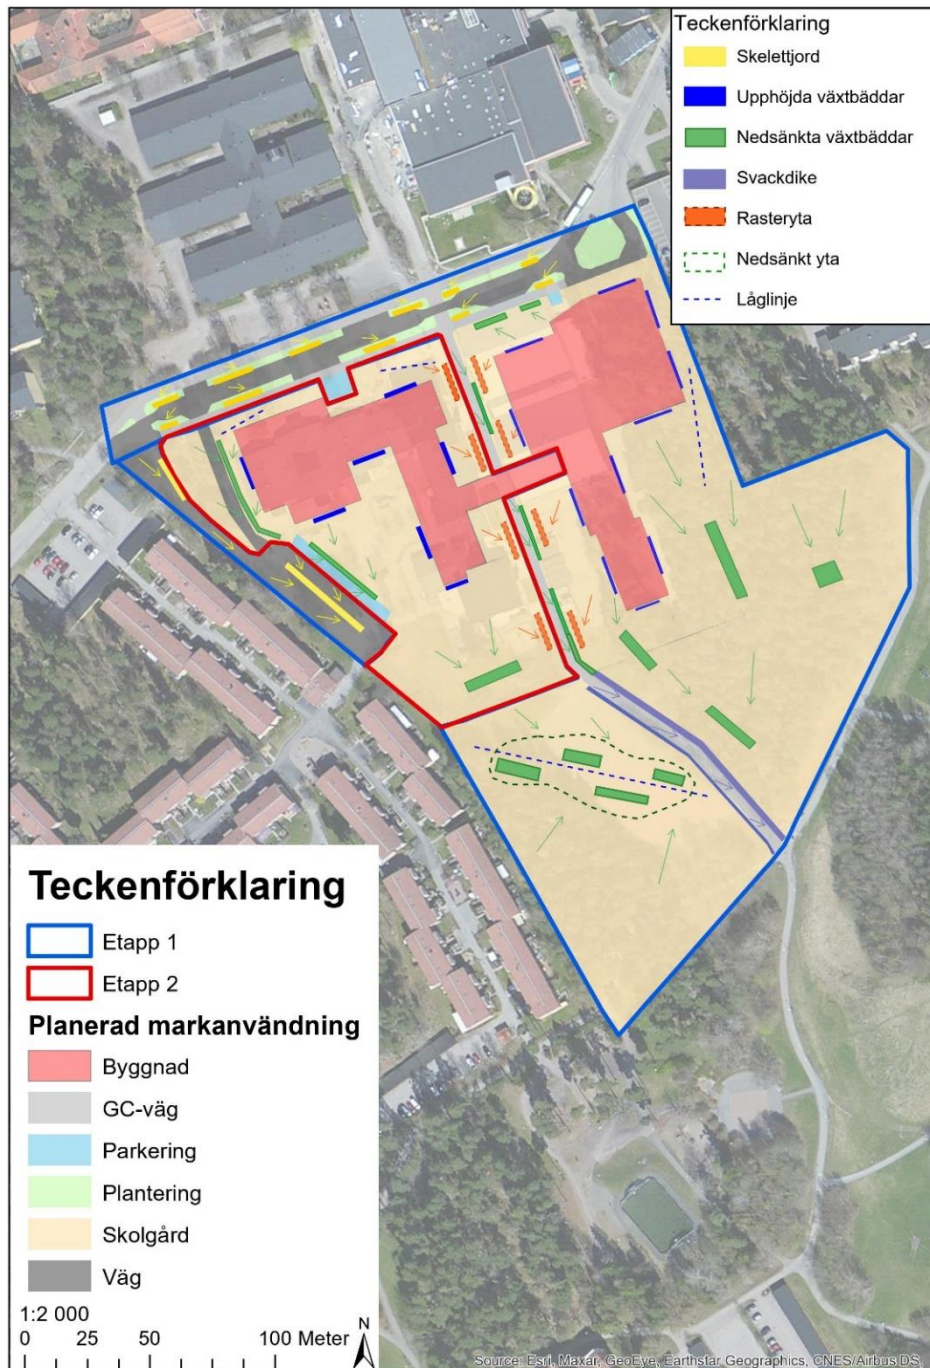 Teckenförklaring
Skelettjord
Upphöjda växtbäddar
Nedsänkta växtbäddar
Svackdike
Rasteryta
Nedsänkt yta
Låglinje
Teckenförklaring
Etapp 1
Etapp 2
Planerad markanvändning
Byggnad
GC-väg
Parkering
Plantering
Skolgård
Väg
1:2 000
0 25 50 100 Meter
N
Source: Esri, Maxar, GeoEye, Earthstar Geographics, CNES/Airbus DS,